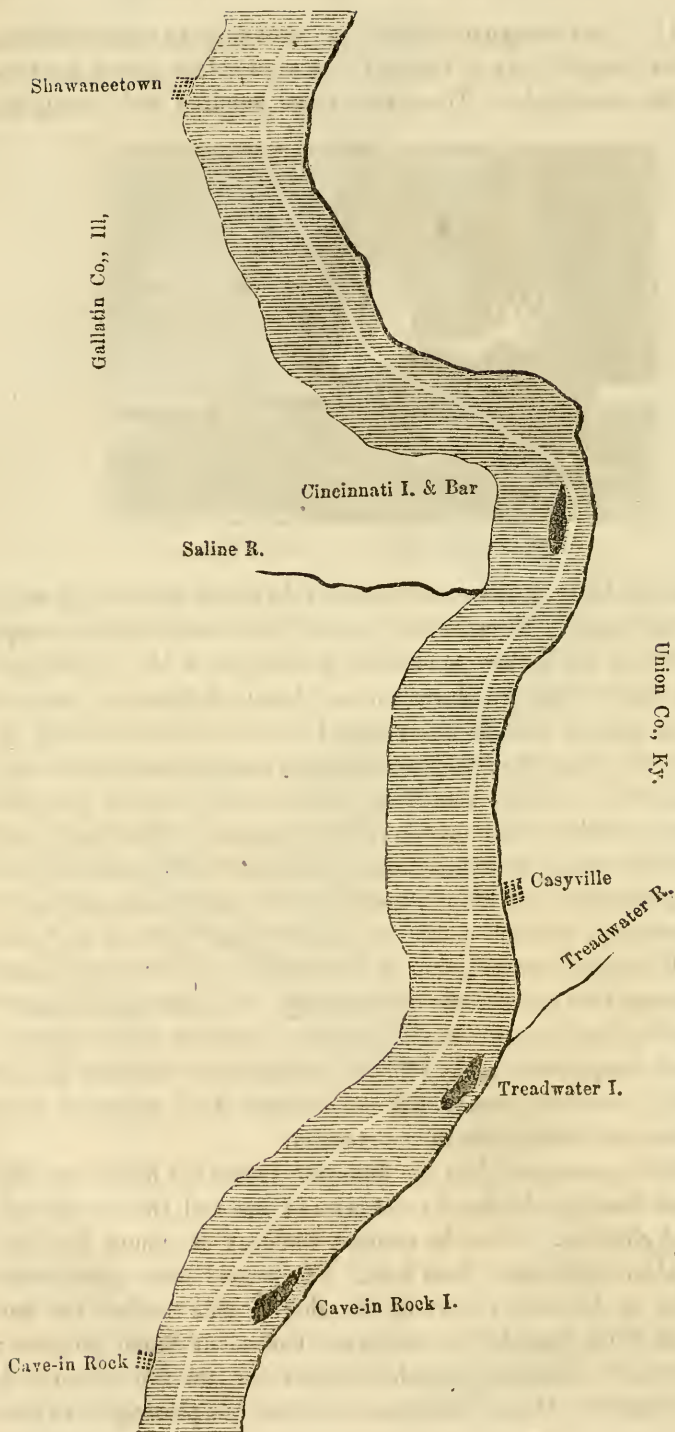 Shawaneetown
Gallatin Co,, Ill,
Cincinnati I. & Bar
Saline R.
Union Co., Ky.
Casyville
Treadwater R.
Treadwater I.
Cave-in Rock I.
Cave-in Rock